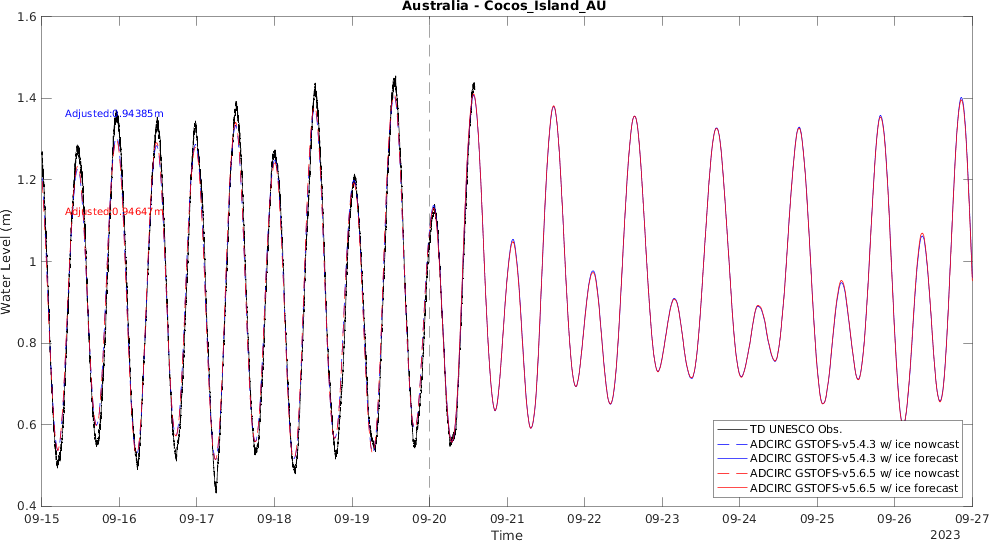 Australia - Cocos_Island_AU
1.6
1.4
1.2
1
0.8
0.6
0.4
Water Level (m)
Adjusted:0.94385m
Adjusted:0.94647m
TD UNESCO Obs.
ADCIRC GSTOFS-v5.4.3 w/ ice nowcast
ADCIRC GSTOFS-v5.4.3 w/ ice forecast
ADCIRC GSTOFS-v5.6.5 w/ ice nowcast
ADCIRC GSTOFS-v5.6.5 w/ ice forecast
09-15 09-16 09-17 09-18 09-19 09-20 09-21 09-22 09-23 09-24 09-25 09-26 09-27
Time
2023